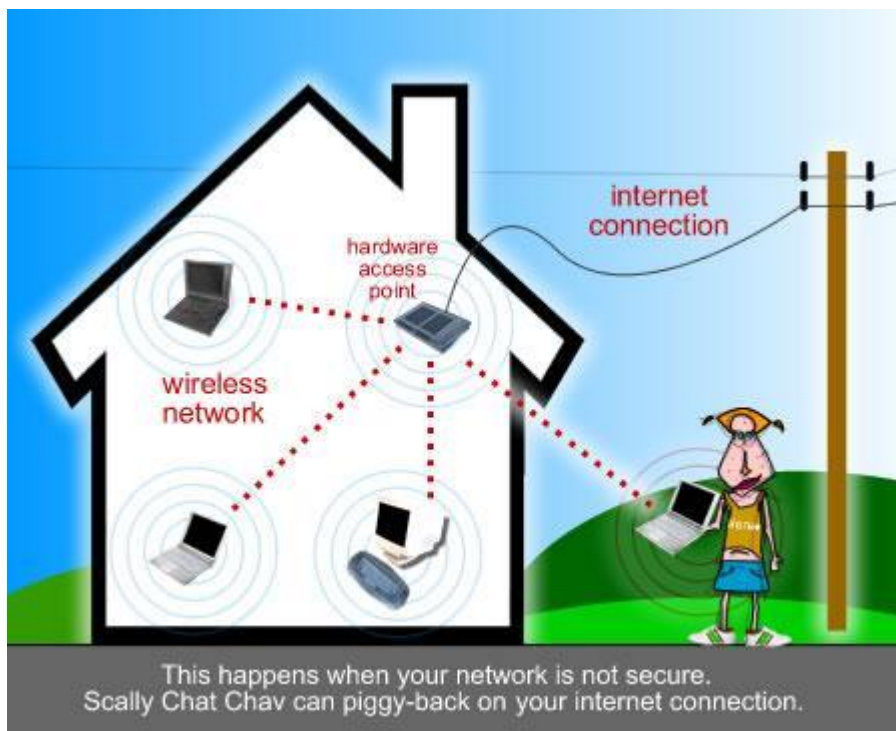 internet
connection
hardware
access
point
wireless
network
This happens when your network is not secure.
Scally Chat Chav can piggy-back on your internet connection.